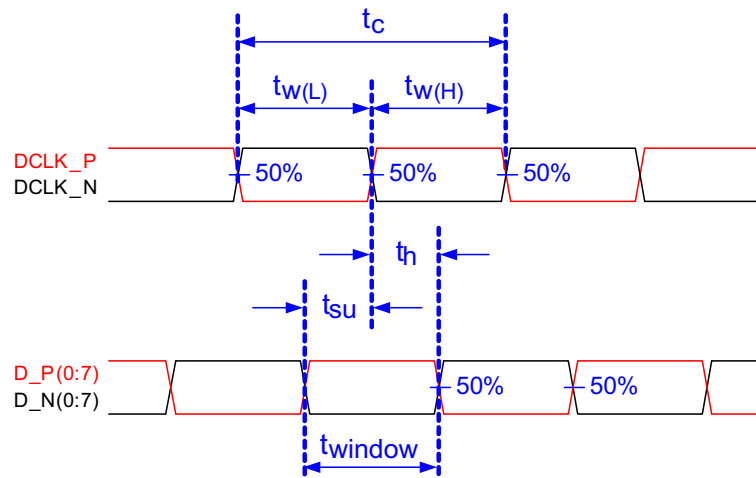 tc
tw(L)
tw(H)
DCLK_P
DCLK_N
50%
50%
50%
th
tsu
D_P(0:7)
D_N(0:7)
50%
50%
twindow